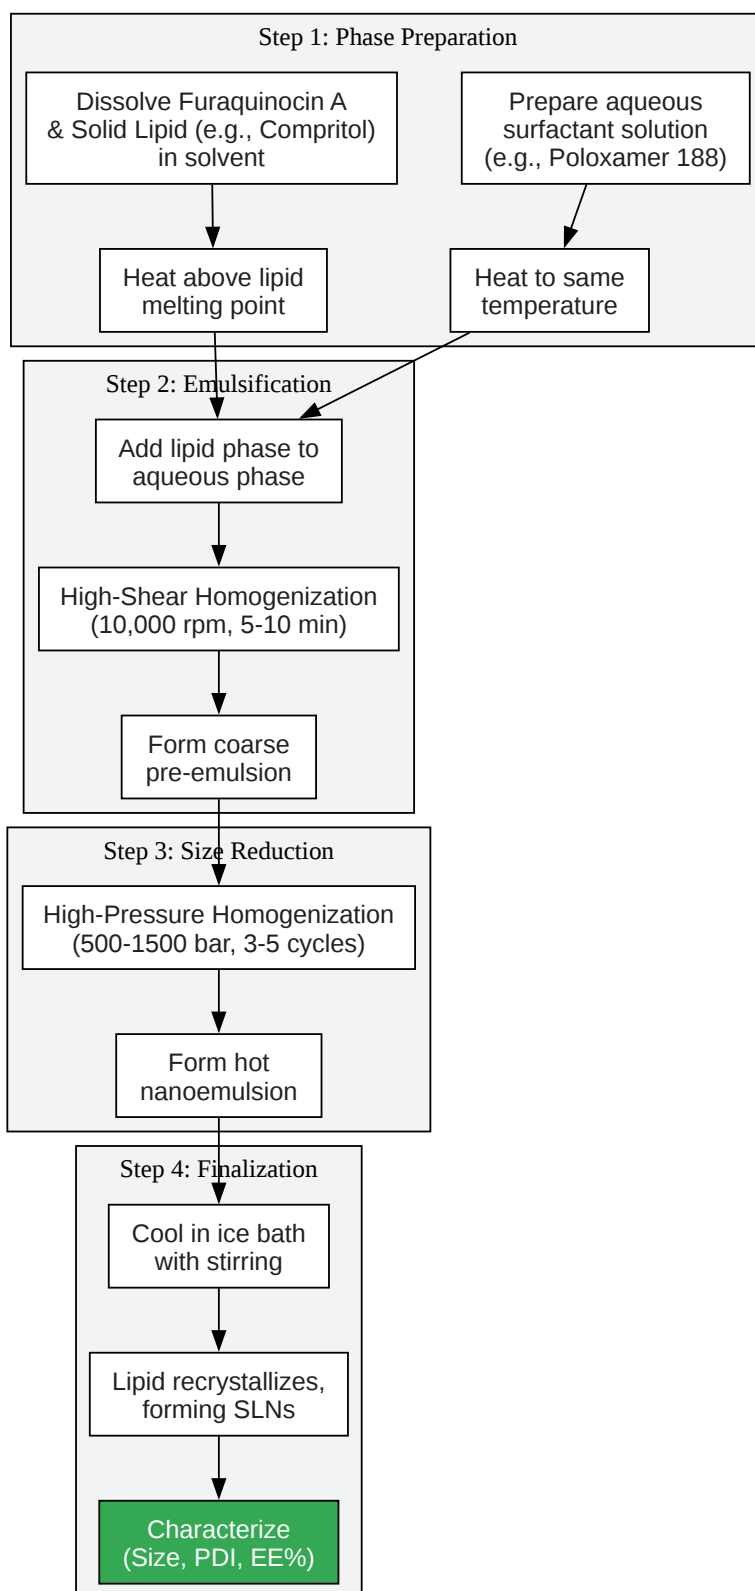 Step 1: Phase Preparation
Dissolve Furaquinocin A
& Solid Lipid (e.g., Compritol)
in solvent
Prepare aqueous
surfactant solution
(e.g., Poloxamer 188)
Heat above lipid
melting point
Heat to same
temperature
Step 2: Emulsification
Add lipid phase to
aqueous phase
High-Shear Homogenization
(10,000 rpm, 5-10 min)
Form coarse
pre-emulsion
Step 3: Size Reduction
High-Pressure Homogenization
(500-1500 bar, 3-5 cycles)
Form hot
nanoemulsion
Step 4: Finalization
Cool in ice bath
with stirring
Lipid recrystallizes,
forming SLNs
Characterize
(Size, PDI, EE%)